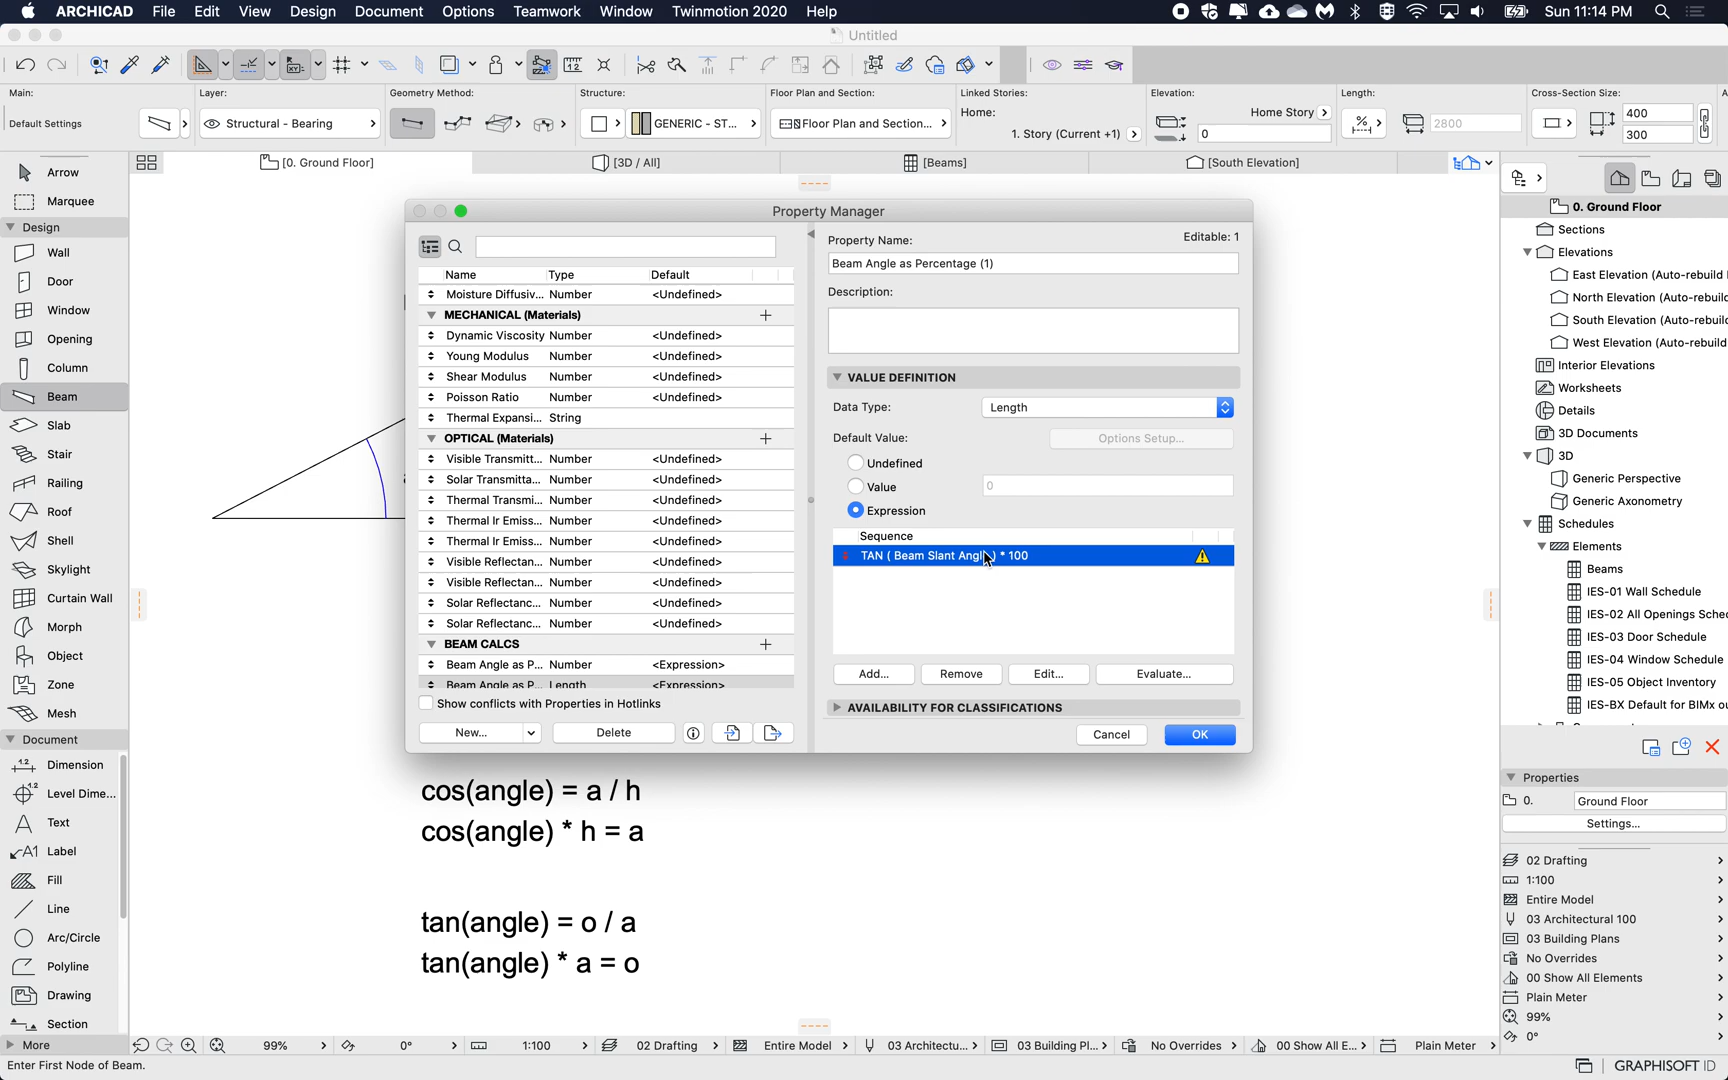 ARCHICAD File Edit View Design Document Options Teamwork Window Twinmotion 2020 Help Sun 11:14 PM
Untitled
Main: Layer: Geometry Method: Structure: Floor Plan and Section: Linked Stories: Elevation: Length: Cross-Section Size:
Default Settings Structural - Bearing GENERIC - ST... Floor Plan and Section... Home: 1. Story (Current +1) Home Story 0 % 2800 400 300
[0. Ground Floor] [3D / All] [Beams] [South Elevation]
Arrow
Marquee
Design
Wall
Door
Window
Opening
Column
Beam
Slab
Stair
Railing
Roof
Shell
Skylight
Curtain Wall
Morph
Object
Zone
Mesh
Document
Dimension
Level Dime...
Text
Label
Fill
Line
Arc/Circle
Polyline
Drawing
Section
More
Property Manager
Name Type Default
Moisture Diffusiv... Number <Undefined>
MECHANICAL (Materials)
Dynamic Viscosity Number <Undefined>
Young Modulus Number <Undefined>
Shear Modulus Number <Undefined>
Poisson Ratio Number <Undefined>
Thermal Expansi... String
OPTICAL (Materials)
Visible Transmitt... Number <Undefined>
Solar Transmitta... Number <Undefined>
Thermal Transmi... Number <Undefined>
Thermal Ir Emiss... Number <Undefined>
Thermal Ir Emiss... Number <Undefined>
Visible Reflectan... Number <Undefined>
Visible Reflectan... Number <Undefined>
Solar Reflectanc... Number <Undefined>
Solar Reflectanc... Number <Undefined>
BEAM CALCS
Beam Angle as P... Number <Expression>
Beam Angle as P... Length <Expression>
Show conflicts with Properties in Hotlinks
New... Delete
Property Name: Editable: 1
Beam Angle as Percentage (1)
Description:
VALUE DEFINITION
Data Type: Length
Default Value: Options Setup...
Undefined
Value 0
Expression
Sequence
TAN ( Beam Slant Angle ) * 100
Add... Remove Edit... Evaluate...
AVAILABILITY FOR CLASSIFICATIONS
Cancel OK
cos(angle) = a / h
cos(angle) * h = a
tan(angle) = o / a
tan(angle) * a = o
0. Ground Floor
Sections
Elevations
East Elevation (Auto-rebuild
North Elevation (Auto-rebuild
South Elevation (Auto-rebuild
West Elevation (Auto-rebuild
Interior Elevations
Worksheets
Details
3D Documents
3D
Generic Perspective
Generic Axonometry
Schedules
Elements
Beams
IES-01 Wall Schedule
IES-02 All Openings Sche
IES-03 Door Schedule
IES-04 Window Schedule
IES-05 Object Inventory
IES-BX Default for BIMx ou
Properties
0. Ground Floor
Settings...
02 Drafting
1:100
Entire Model
03 Architectural 100
03 Building Plans
No Overrides
00 Show All Elements
Plain Meter
99%
0°
99% 0° 1:100 02 Drafting Entire Model 03 Architectu... 03 Building Pl... No Overrides 00 Show All E... Plain Meter
Enter First Node of Beam. GRAPHISOFT ID